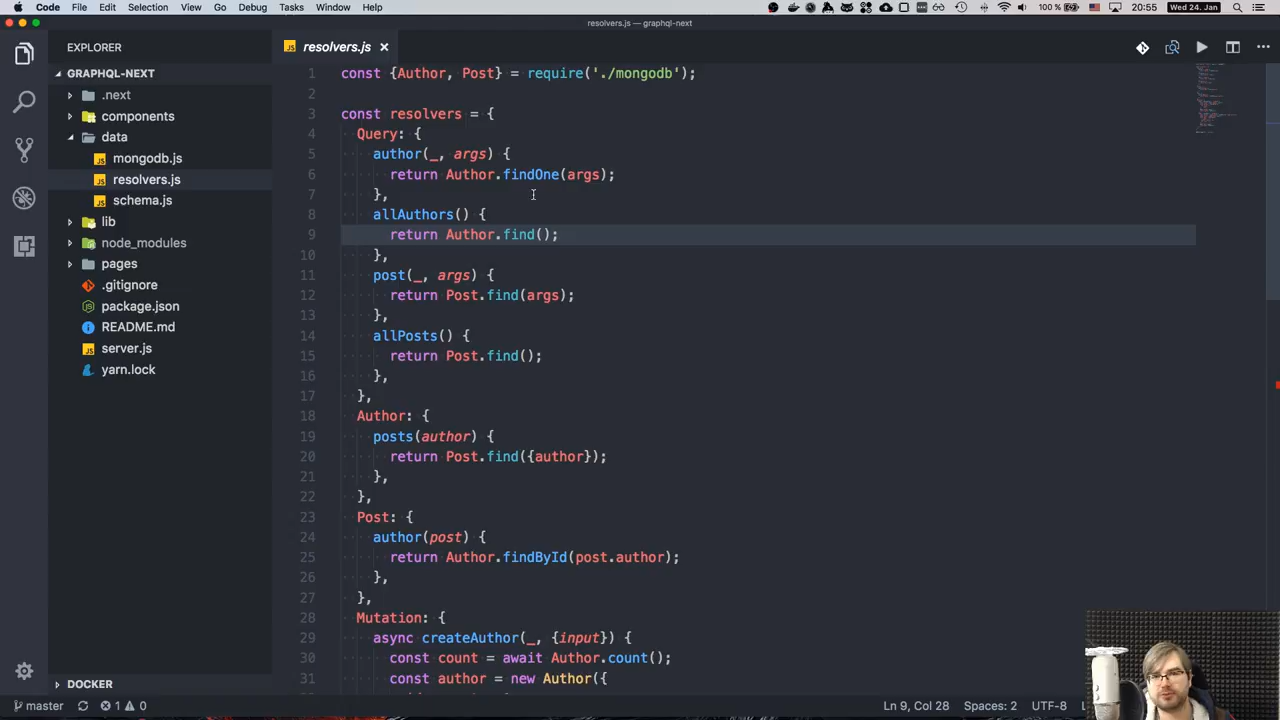 Code File Edit Selection View Go Debug Tasks Window Help 100 % 20:55 Wed 24. Jan
resolvers.js — graphql-next
EXPLORER
GRAPHQL-NEXT
.next
components
data
mongodb.js
resolvers.js
schema.js
lib
node_modules
pages
.gitignore
package.json
README.md
server.js
yarn.lock
DOCKER
resolvers.js
1 const {Author, Post} = require('./mongodb');
2
3 const resolvers = {
4 Query: {
5 author(_, args) {
6 return Author.findOne(args);
7 },
8 allAuthors() {
9 return Author.find();
10 },
11 post(_, args) {
12 return Post.find(args);
13 },
14 allPosts() {
15 return Post.find();
16 },
17 },
18 Author: {
19 posts(author) {
20 return Post.find({author});
21 },
22 },
23 Post: {
24 author(post) {
25 return Author.findById(post.author);
26 },
27 },
28 Mutation: {
29 async createAuthor(_, {input}) {
30 const count = await Author.count();
31 const author = new Author({
master 1 0 Ln 9, Col 28 Spaces: 2 UTF-8